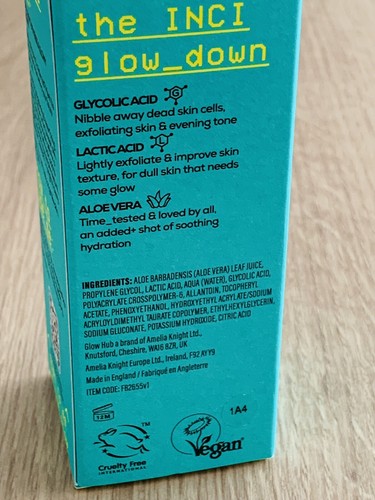 the INCI
glow_down
GLYCOLIC ACID G
Nibble away dead skin cells,
exfoliating skin & evening tone
LACTIC ACID L
Lightly exfoliate & improve skin
texture, for dull skin that needs
some glow
ALOE VERA
Time_tested & loved by all,
an added+ shot of soothing
hydration
INGREDIENTS: ALOE BARBADENSIS (ALOE VERA) LEAF JUICE,
PROPYLENE GLYCOL, LACTIC ACID, AQUA (WATER), GLYCOLIC ACID,
POLYACRYLATE CROSSPOLYMER-6, ALLANTOIN, TOCOPHERYL
ACETATE, PHENOXYETHANOL, HYDROXYETHYL ACRYLATE/SODIUM
ACRYLOYLDIMETHYL TAURATE COPOLYMER, ETHYLHEXYLGLYCERIN,
SODIUM GLUCONATE, POTASSIUM HYDROXIDE, CITRIC ACID
Glow Hub a brand of Amelia Knight Ltd.,
Knutsford, Cheshire, WA16 8ZR, UK
Amelia Knight Europe Ltd., Ireland, F92 AY19
Made in England / Fabriqué en Angleterre
ITEM CODE: FB2655v1
12M
1A4
TM
Cruelty Free
INTERNATIONAL
Vegan